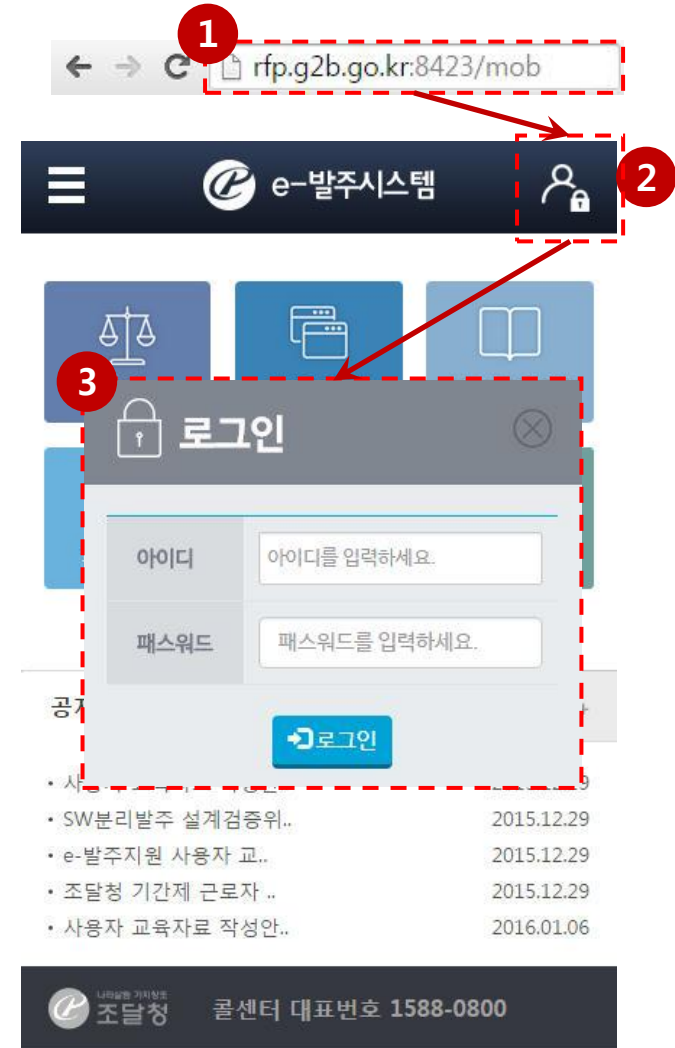 1
rfp.g2b.go.kr:8423/mob
e-발주시스템
2
3
로그인
아이디
아이디를 입력하세요.
패스워드
패스워드를 입력하세요.
로그인
• SW분리발주 설계검증위.. 2015.12.29
• e-발주지원 사용자 교.. 2015.12.29
• 조달청 기간제 근로자 .. 2015.12.29
• 사용자 교육자료 작성안.. 2016.01.06
조달청
콜센터 대표번호 1588-0800